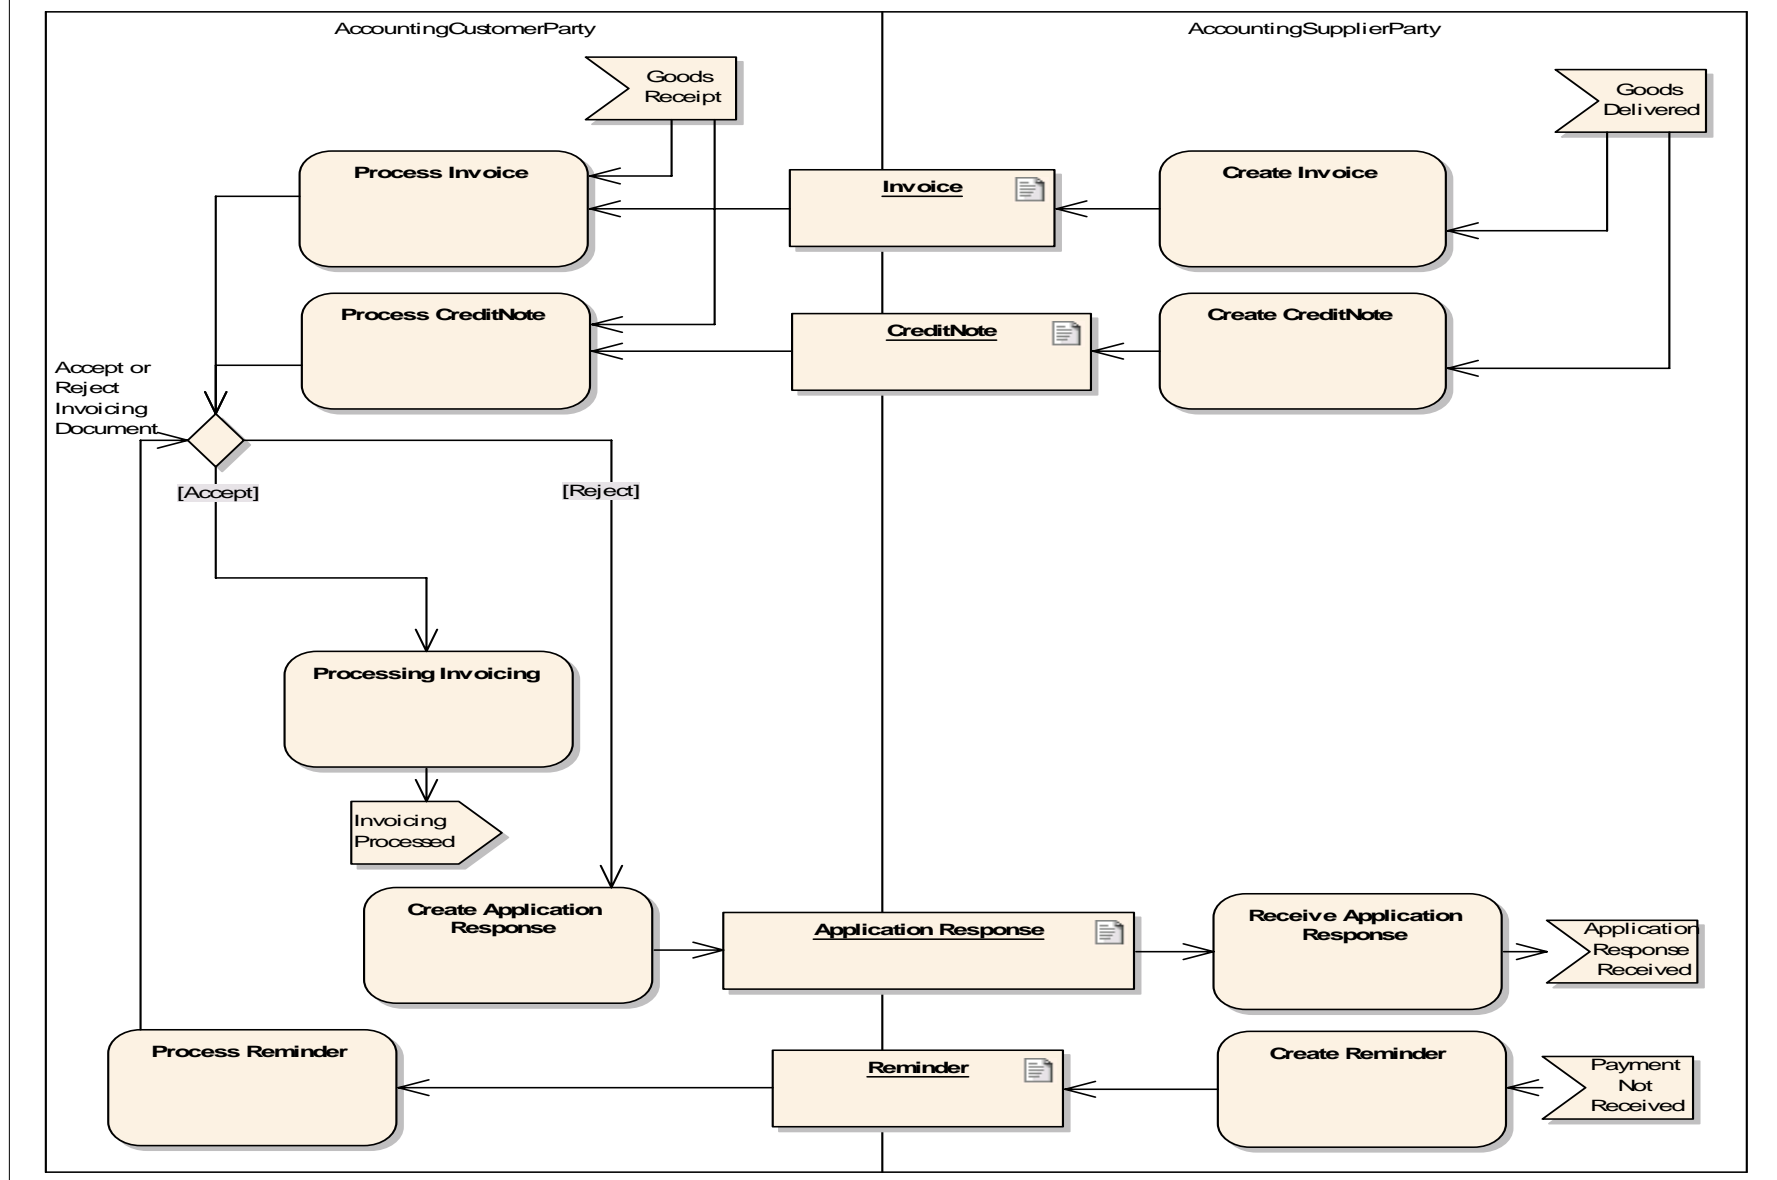 AccountingCustomerParty
AccountingSupplierParty
Goods
Receipt
Goods
Delivered
Process Invoice
Invoice
Create Invoice
Process CreditNote
CreditNote
Create CreditNote
Accept or
Reject
Invoicing
Document
[Accept]
[Reject]
Processing Invoicing
Invoicing
Processed
Create Application
Response
Application Response
Receive Application
Response
Application
Response
Received
Process Reminder
Reminder
Create Reminder
Payment
Not
Received